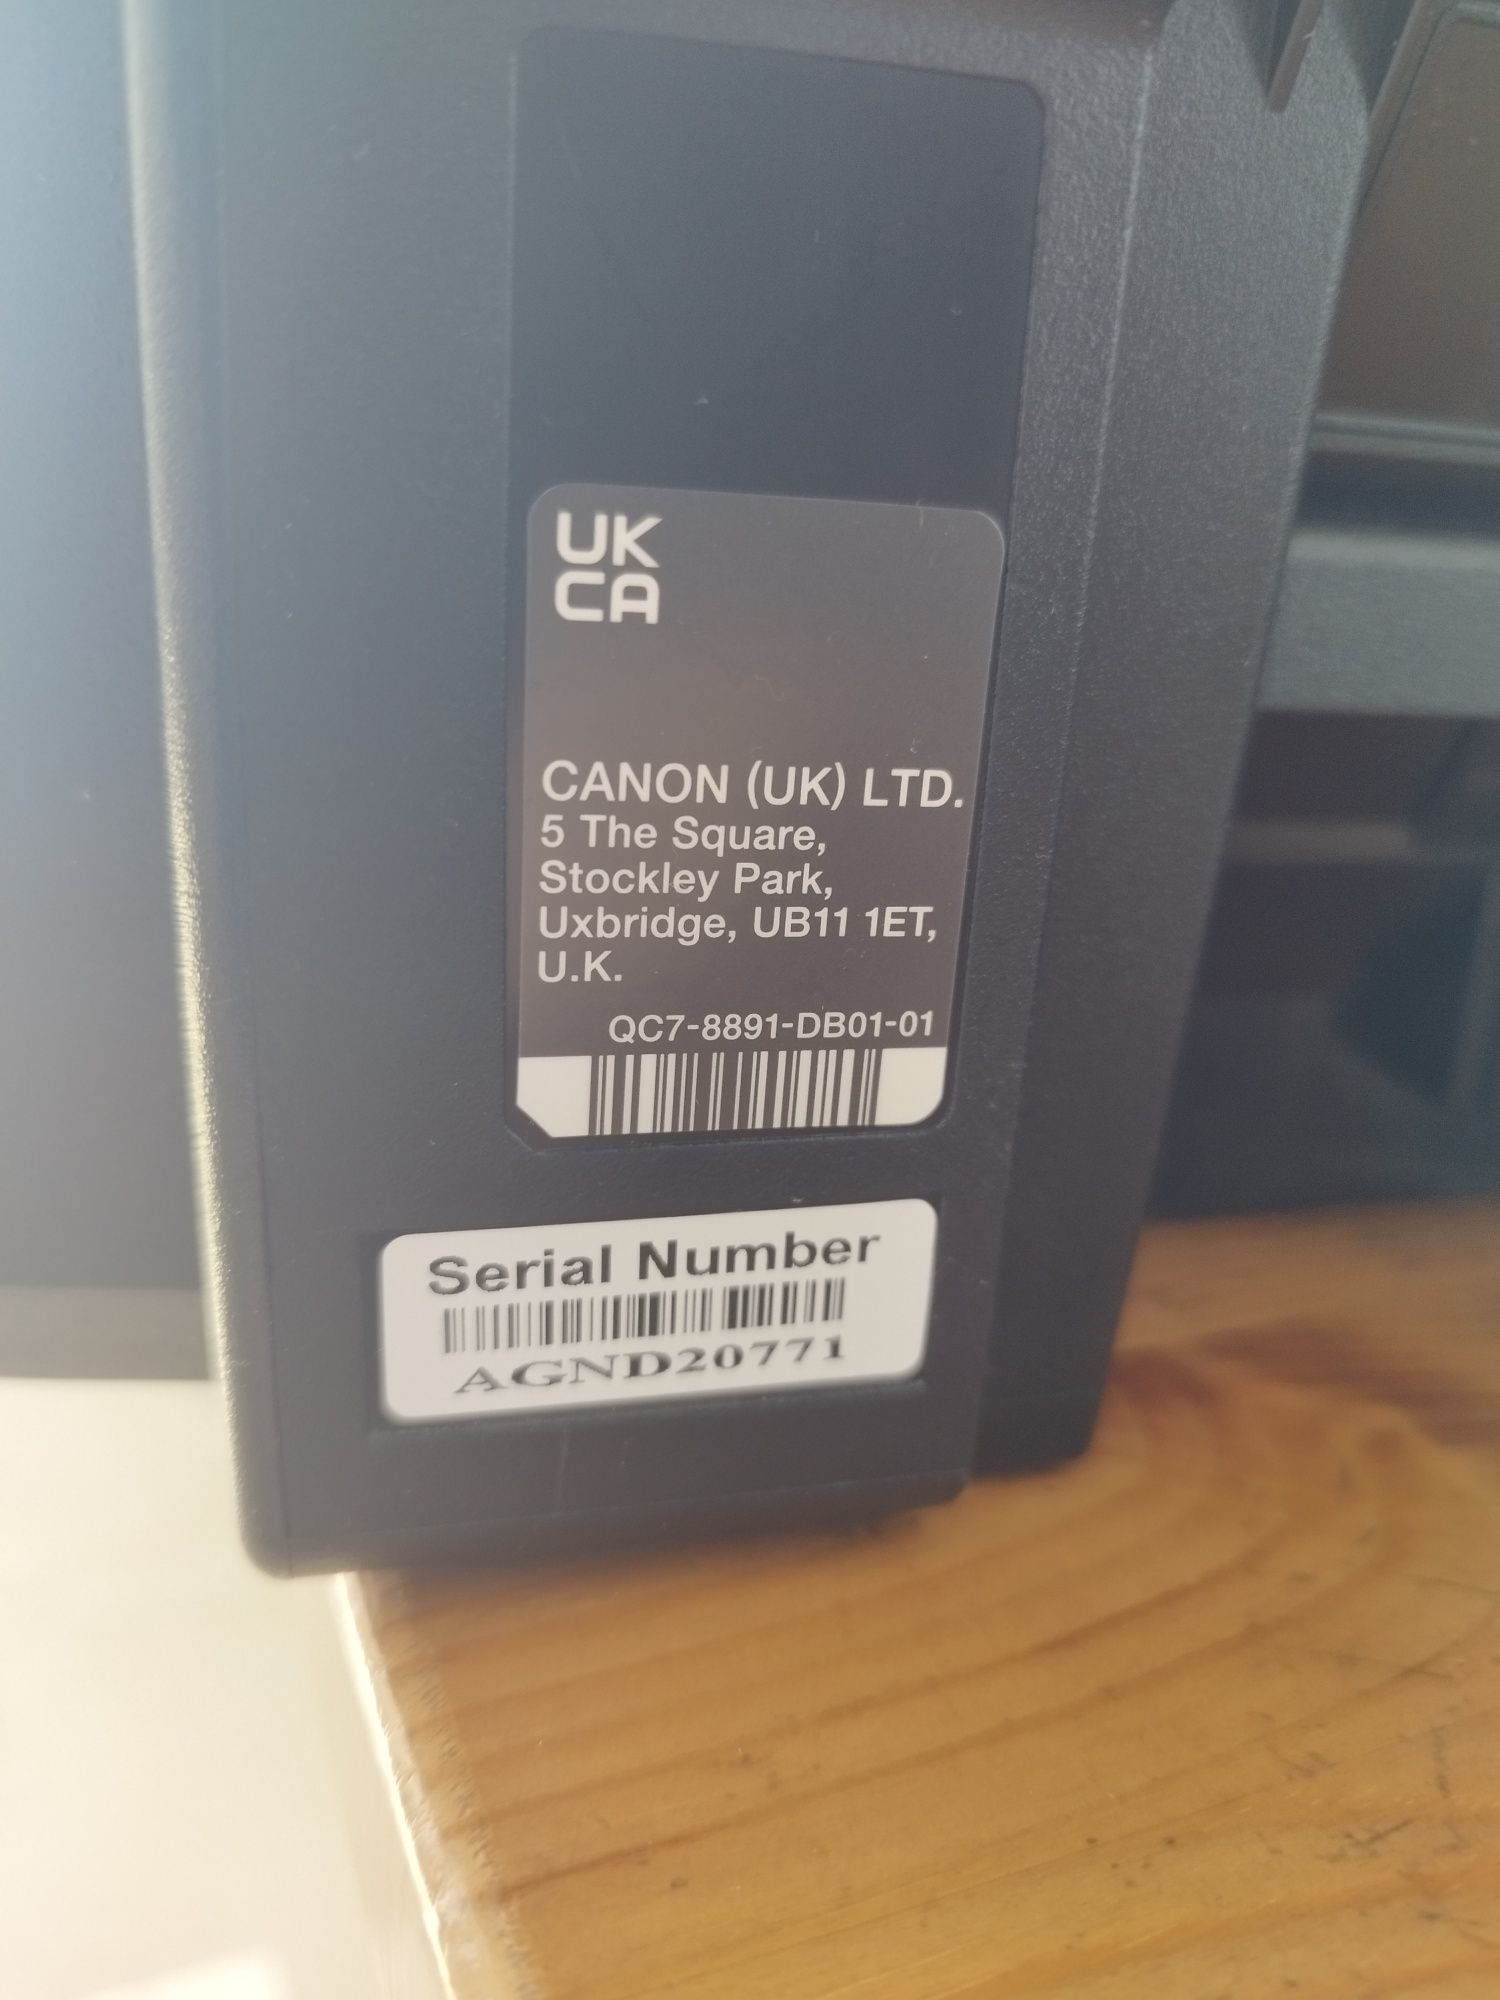 UK
CA
CANON (UK) LTD.
5 The Square,
Stockley Park,
Uxbridge, UB11 1ET,
U.K.
QC7-8891-DB01-01
Serial Number
AGND20771